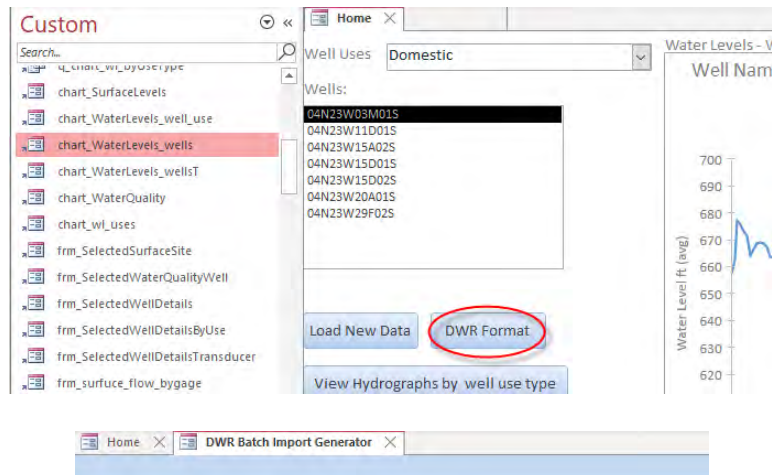 Custom
Search...
q_chart_wl_byUseType
chart_SurfaceLevels
chart_WaterLevels_well_use
chart_WaterLevels_wells
chart_WaterLevels_wellsT
chart_WaterQuality
chart_wl_uses
frm_SelectedSurfaceSite
frm_SelectedWaterQualityWell
frm_SelectedWellDetails
frm_SelectedWellDetailsByUse
frm_SelectedWellDetailsTransducer
frm_surfuce_flow_bygage
Home
Well Uses Domestic
Wells:
04N23W03M01S
04N23W11D01S
04N23W15A02S
04N23W15D01S
04N23W15D02S
04N23W20A01S
04N23W29F02S
Load New Data DWR Format
View Hydrographs by well use type
Water Levels - W
Well Nam
Water Level ft (avg)
700
690
680
670
660
650
640
630
620
Home DWR Batch Import Generator